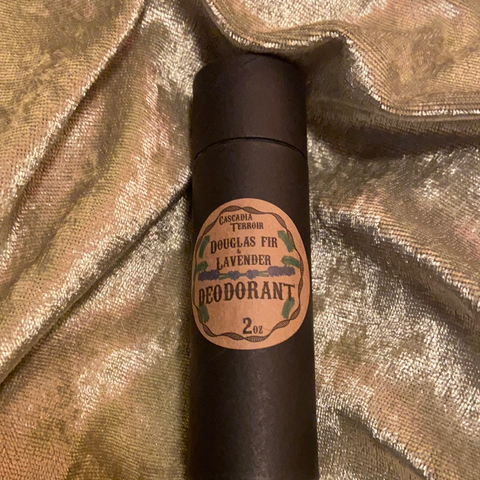 Cascadia
Terroir
Douglas Fir
&
Lavender
Deodorant
2oz